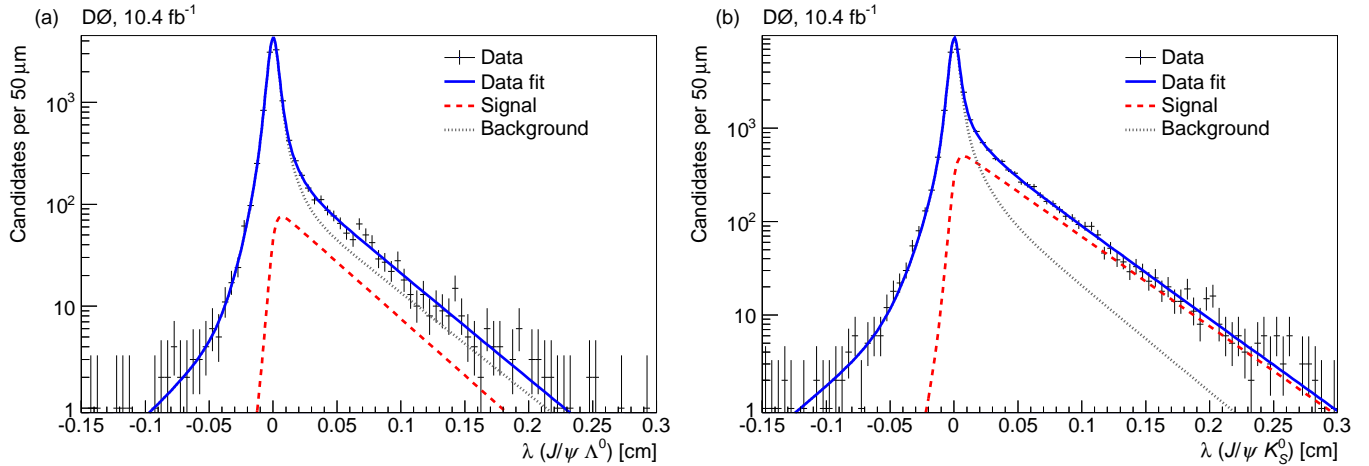 (a) DØ, 10.4 fb⁻¹
Candidates per 50 μm
10³
10²
10
1
Data
Data fit
Signal
Background
-0.15 -0.1 -0.05 0 0.05 0.1 0.15 0.2 0.25 0.3
λ (J/ψ Λ⁰) [cm]
(b) DØ, 10.4 fb⁻¹
Candidates per 50 μm
10³
10²
10
1
Data
Data fit
Signal
Background
-0.15 -0.1 -0.05 0 0.05 0.1 0.15 0.2 0.25 0.3
λ (J/ψ K⁰_S) [cm]